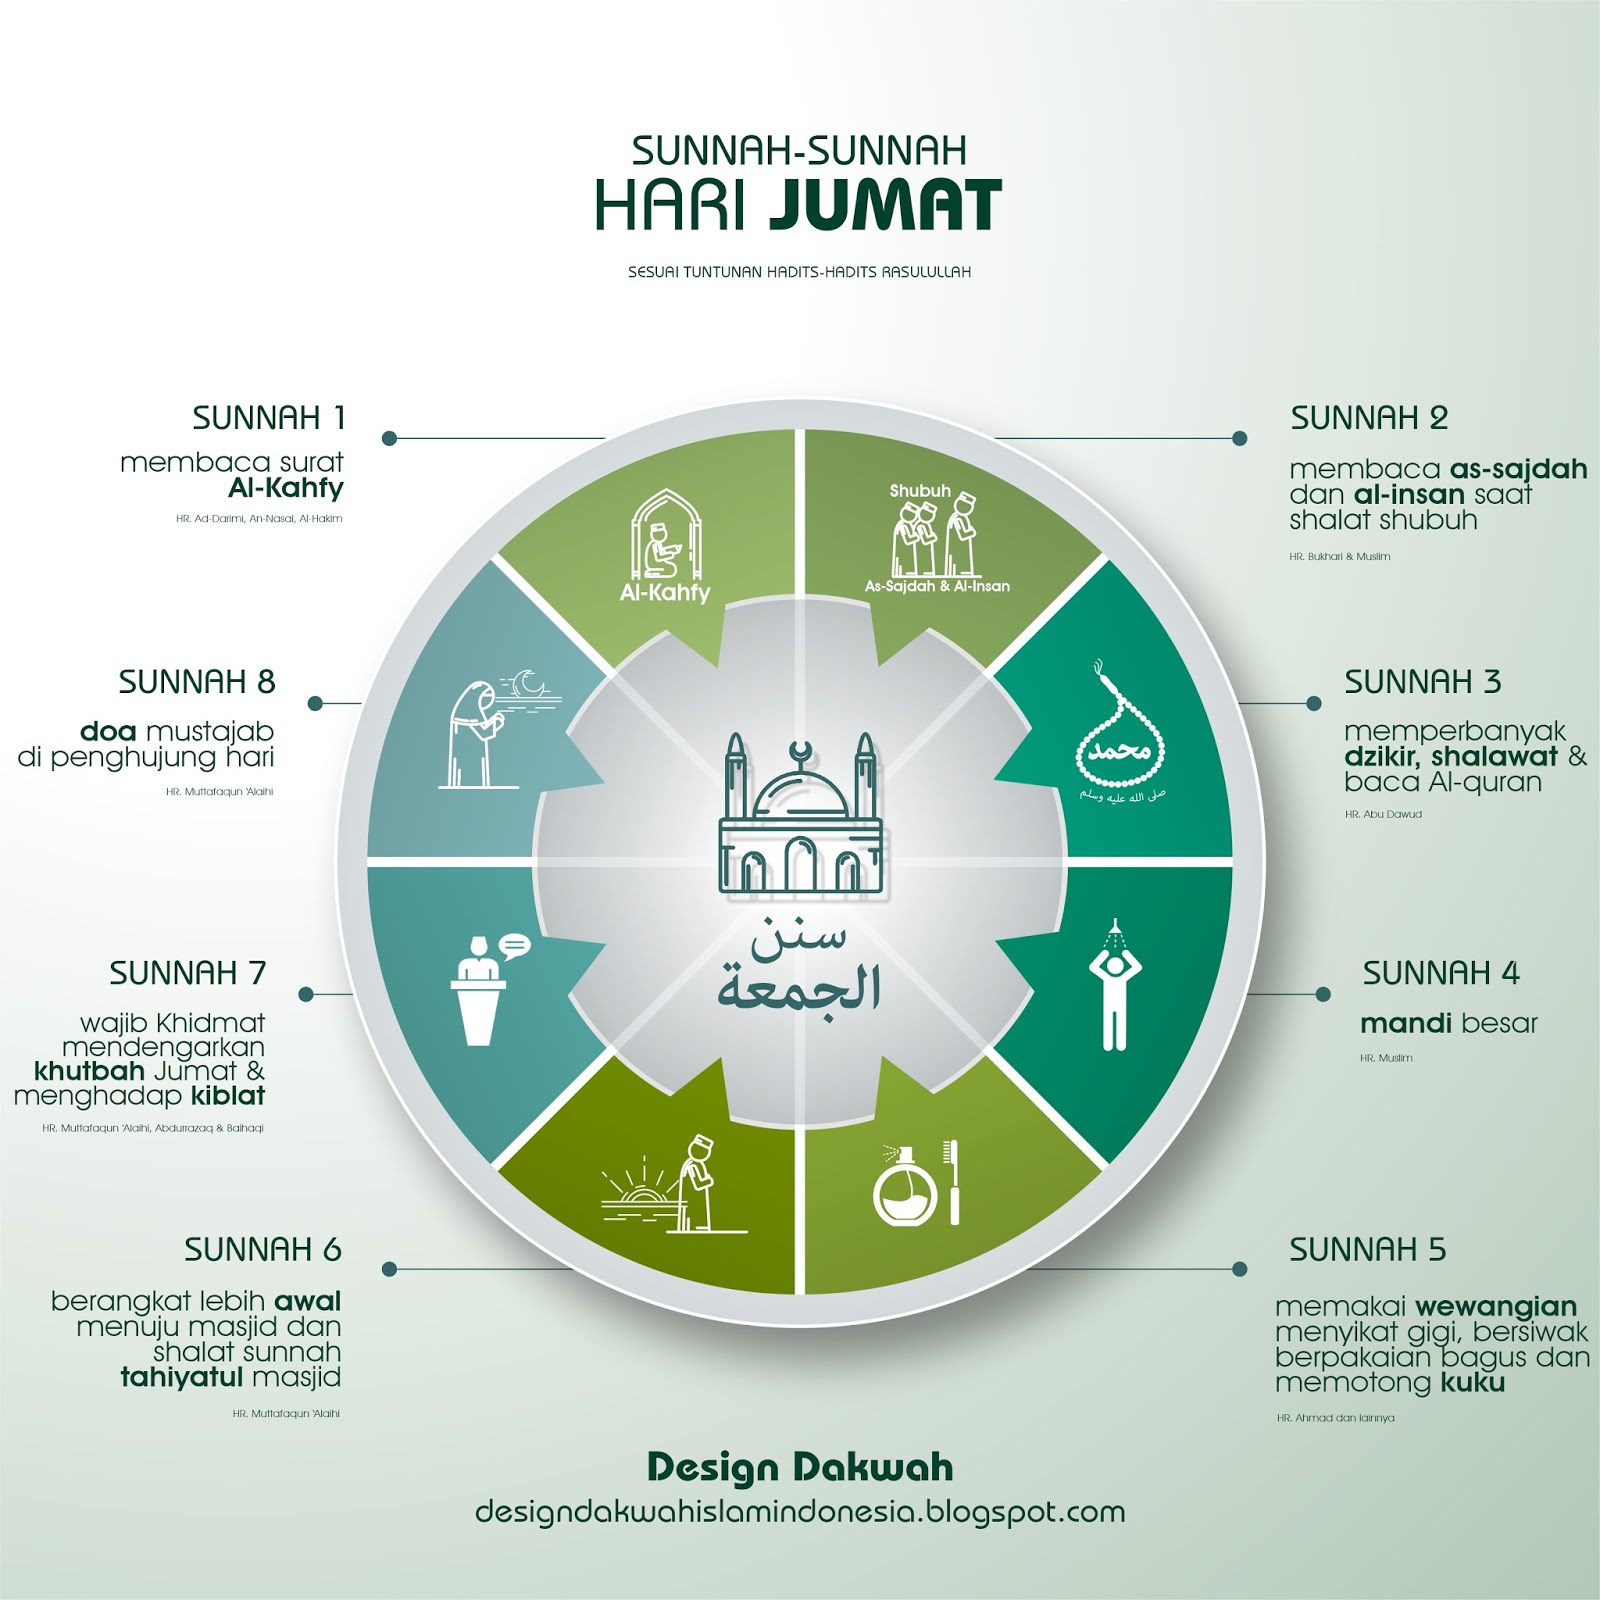 SUNNAH-SUNNAH
HARI JUMAT
SESUAI TUNTUNAN HADITS-HADITS RASULULLAH
SUNNAH 1
membaca surat
Al-Kahfy
HR. Ad-Darimi, An-Nasai, Al-Hakim
SUNNAH 2
membaca as-sajdah
dan al-insan saat
shalat shubuh
HR. Bukhari & Muslim
Al-Kahfy
Shubuh
As-Sajdah & Al-Insan
SUNNAH 8
doa mustajab
di penghujung hari
HR. Muttafaqun 'Alaihi
SUNNAH 3
memperbanyak
dzikir, shalawat &
baca Al-quran
HR. Abu Dawud
محمد
صلى الله عليه وسلم
سنن
الجمعة
SUNNAH 7
wajib Khidmat
mendengarkan
khutbah Jumat &
menghadap kiblat
HR. Muttafaqun 'Alaihi, Abdurrazaq & Baihaqi
SUNNAH 4
mandi besar
HR. Muslim
SUNNAH 6
berangkat lebih awal
menuju masjid dan
shalat sunnah
tahiyatul masjid
HR. Muttafaqun 'Alaihi
SUNNAH 5
memakai wewangian
menyikat gigi, bersiwak
berpakaian bagus dan
memotong kuku
HR. Ahmad dan lainnya
Design Dakwah
designdakwahislamindonesia.blogspot.com